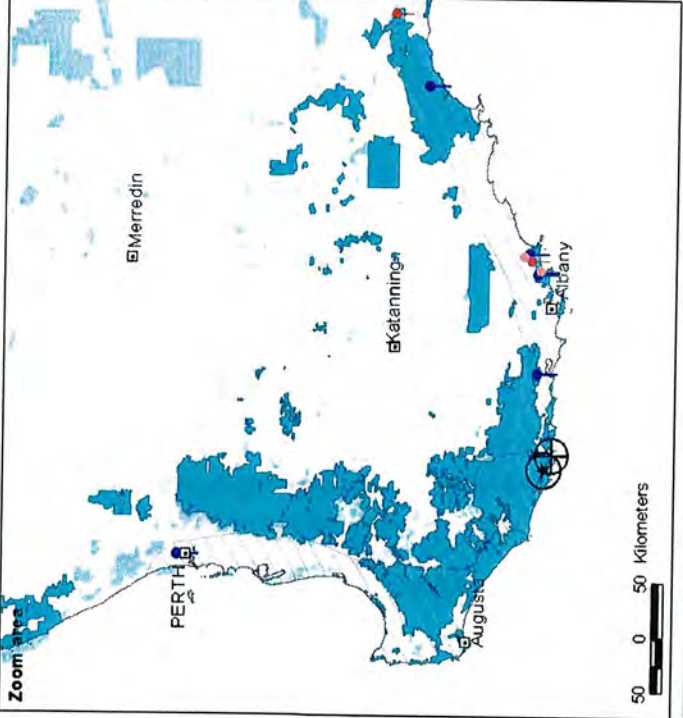 Zoom area
Merredin
PERTH
Katanning
Albany
Augusta
50 0 50 Kilometers